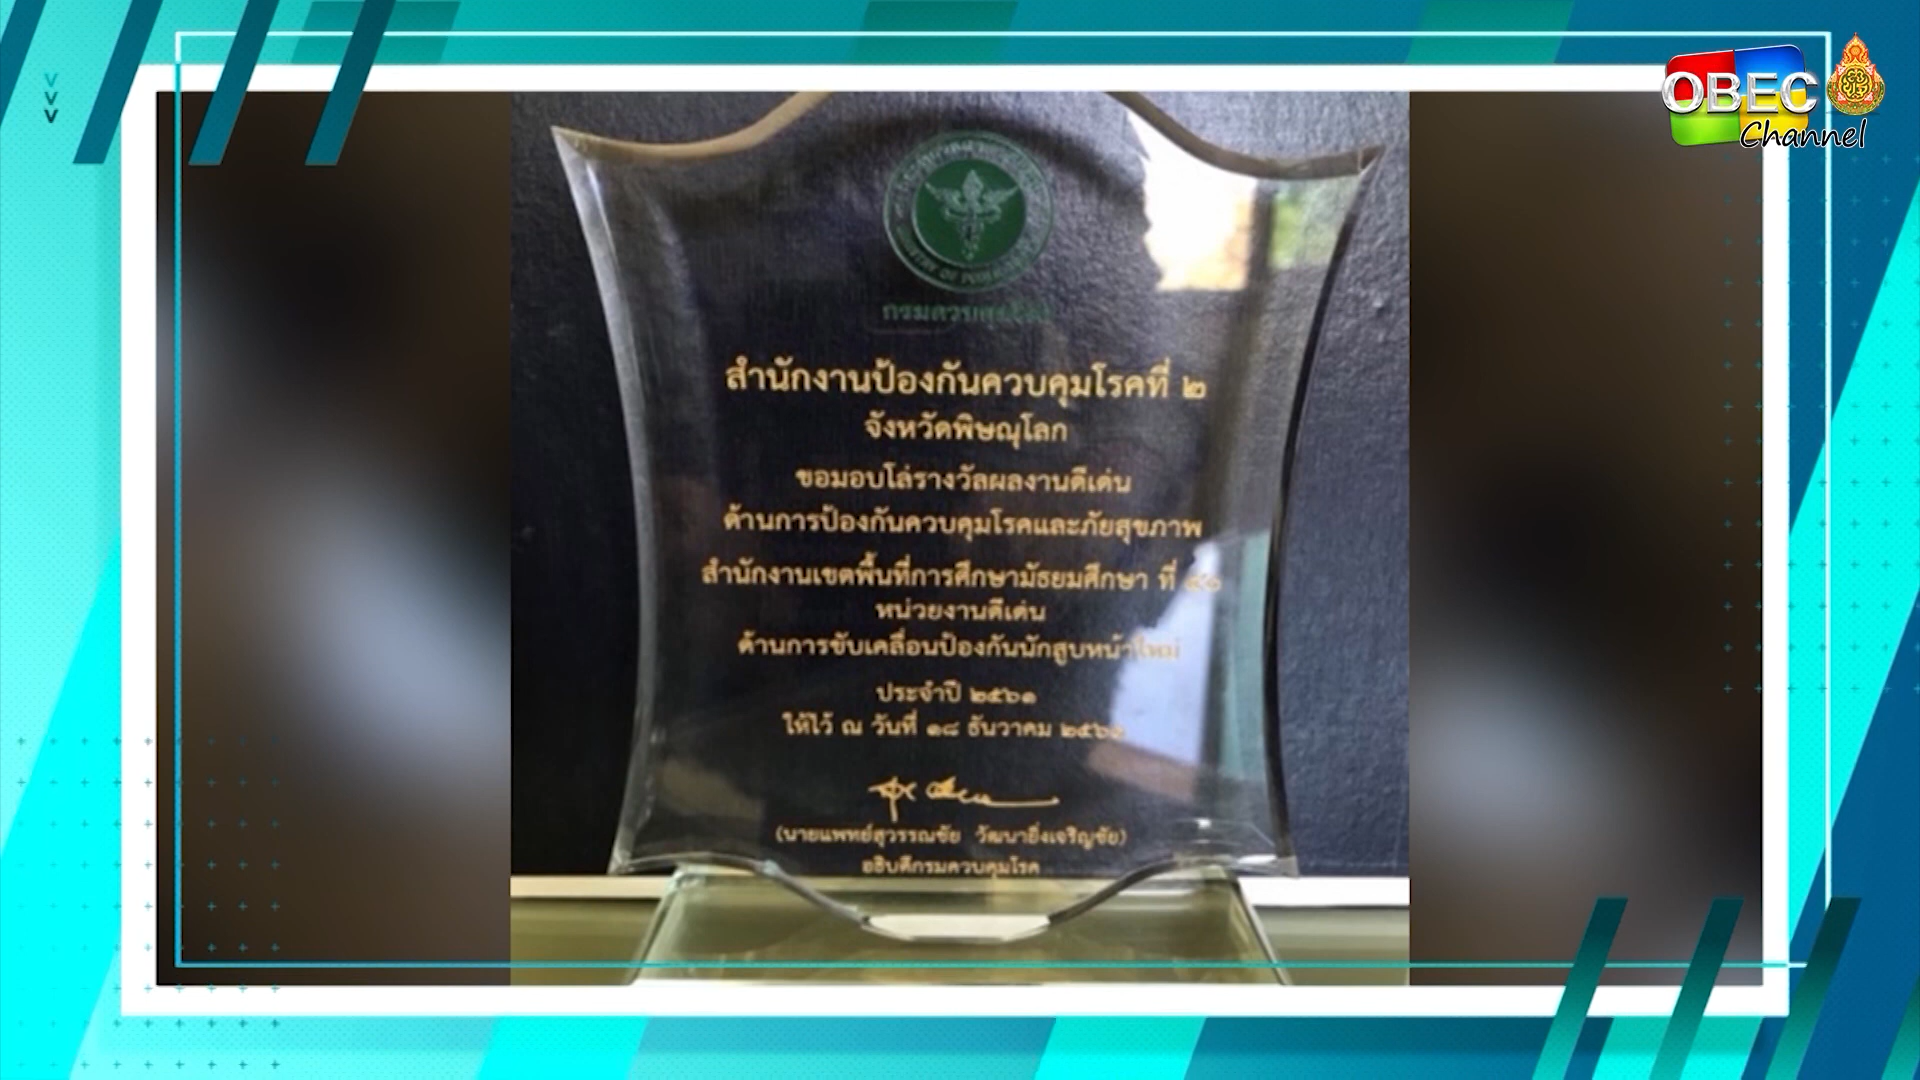 OBEC
Channel
กรมควบคุมโรค
สำนักงานป้องกันควบคุมโรคที่ ๒
จังหวัดพิษณุโลก
ขอมอบโล่รางวัลผลงานดีเด่น
ด้านการป้องกันควบคุมโรคและภัยสุขภาพ
สำนักงานเขตพื้นที่การศึกษามัธยมศึกษา ที่
หน่วยงานดีเด่น
ด้านการขับเคลื่อนป้องกันนักสูบหน้าใหม่
ประจำปี ๒๕๖๑
ให้ไว้ ณ วันที่ ๑๘ ธันวาคม
(นายแพทย์สุวรรณชัย วัฒนายิ่งเจริญชัย)
อธิบดีกรมควบคุมโรค